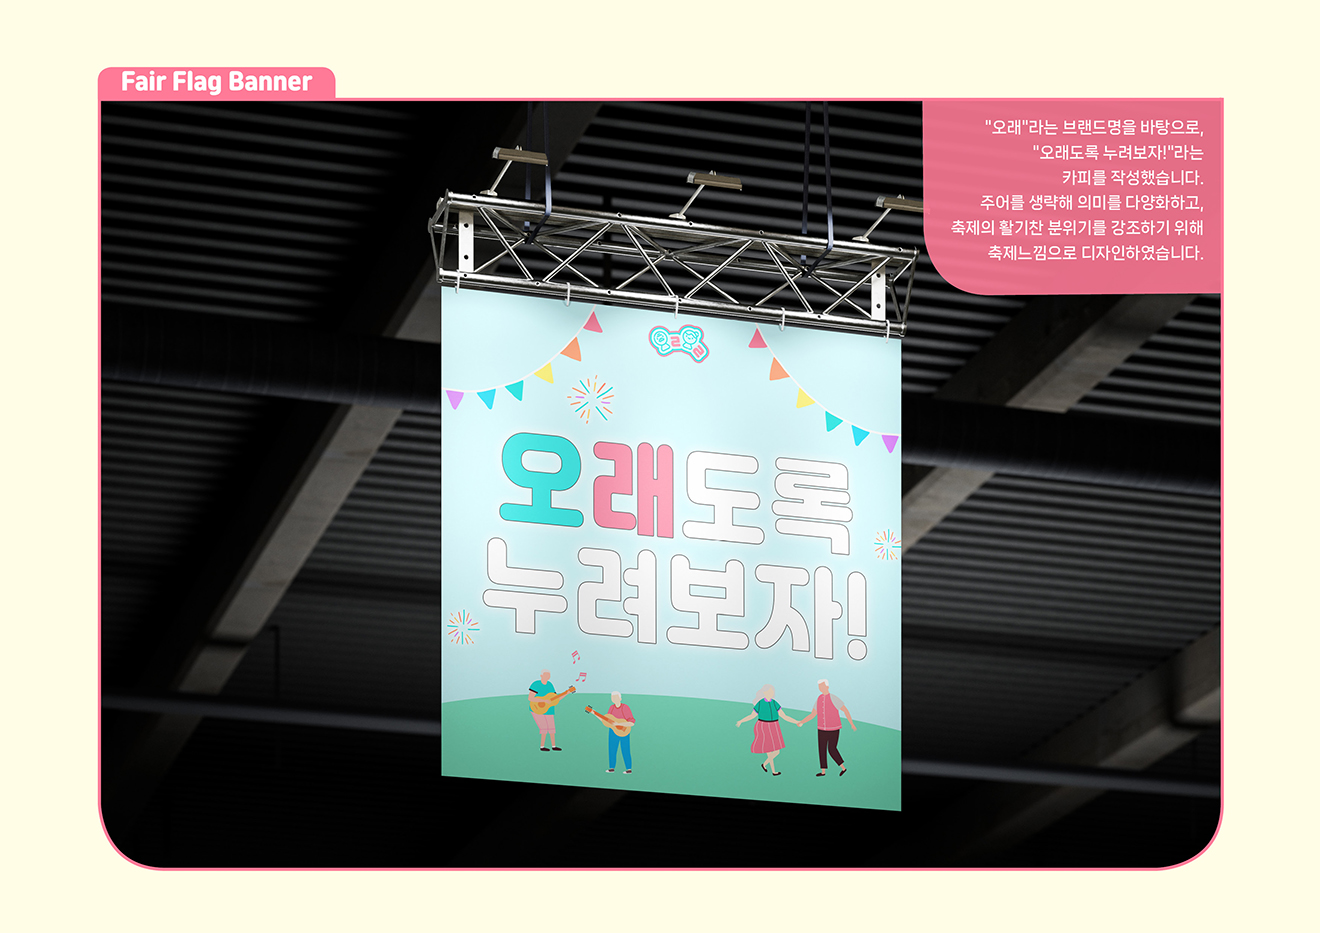 Fair Flag Banner
"오래"라는 브랜드명을 바탕으로,
"오래도록 누려보자!"라는
카피를 작성했습니다.
주어를 생략해 의미를 다양화하고,
축제의 활기찬 분위기를 강조하기 위해
축제느낌으로 디자인하였습니다.
오래도록
누려보자!